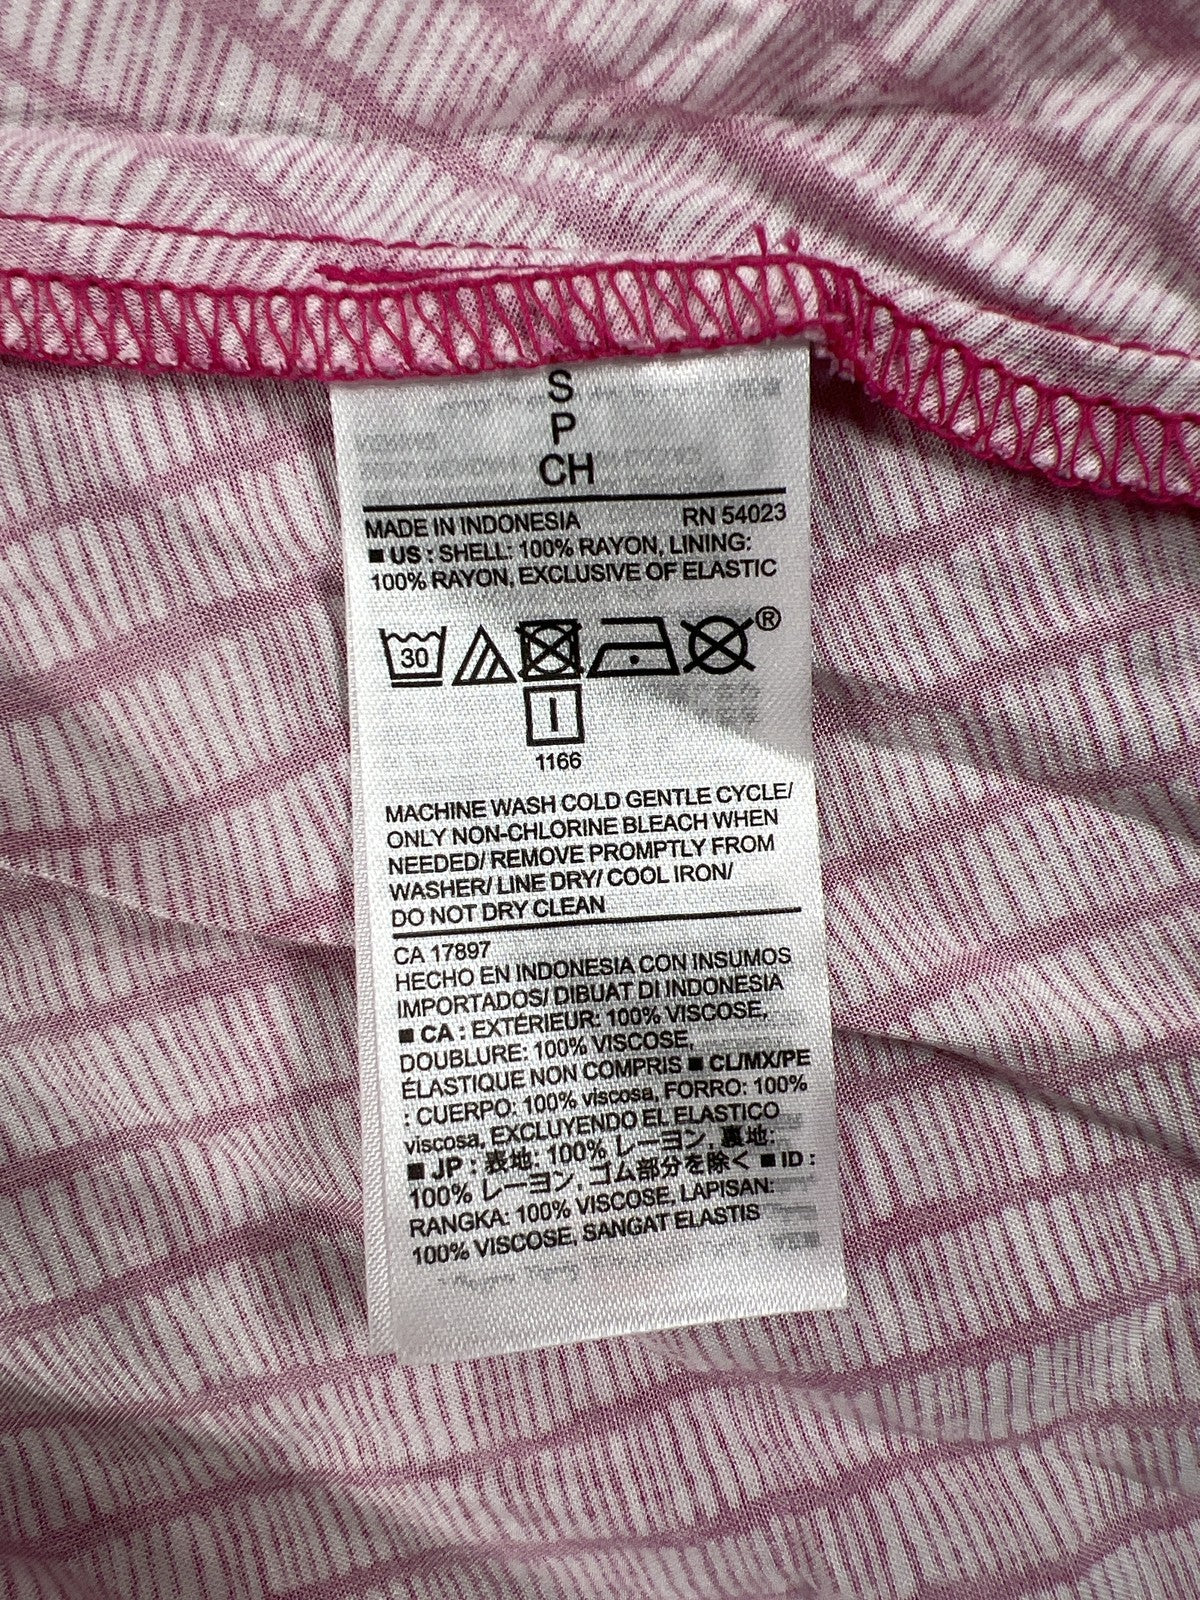 S
P
CH
MADE IN INDONESIA RN 54023
■ US : SHELL: 100% RAYON, LINING:
100% RAYON, EXCLUSIVE OF ELASTIC
30 ®
I
1166
MACHINE WASH COLD GENTLE CYCLE/
ONLY NON-CHLORINE BLEACH WHEN
NEEDED/ REMOVE PROMPTLY FROM
WASHER/ LINE DRY/ COOL IRON/
DO NOT DRY CLEAN
CA 17897
HECHO EN INDONESIA CON INSUMOS
IMPORTADOS/ DIBUAT DI INDONESIA
■ CA : EXTÉRIEUR: 100% VISCOSE,
DOUBLURE: 100% VISCOSE,
ÉLASTIQUE NON COMPRIS ■ CL/MX/PE
: CUERPO: 100% viscosa, FORRO: 100%
viscosa, EXCLUYENDO EL ELASTICO
■ JP : 表地: 100% レーヨン, 裏地:
100% レーヨン, ゴム部分を除く ■ ID :
RANGKA: 100% VISCOSE, LAPISAN:
100% VISCOSE, SANGAT ELASTIS